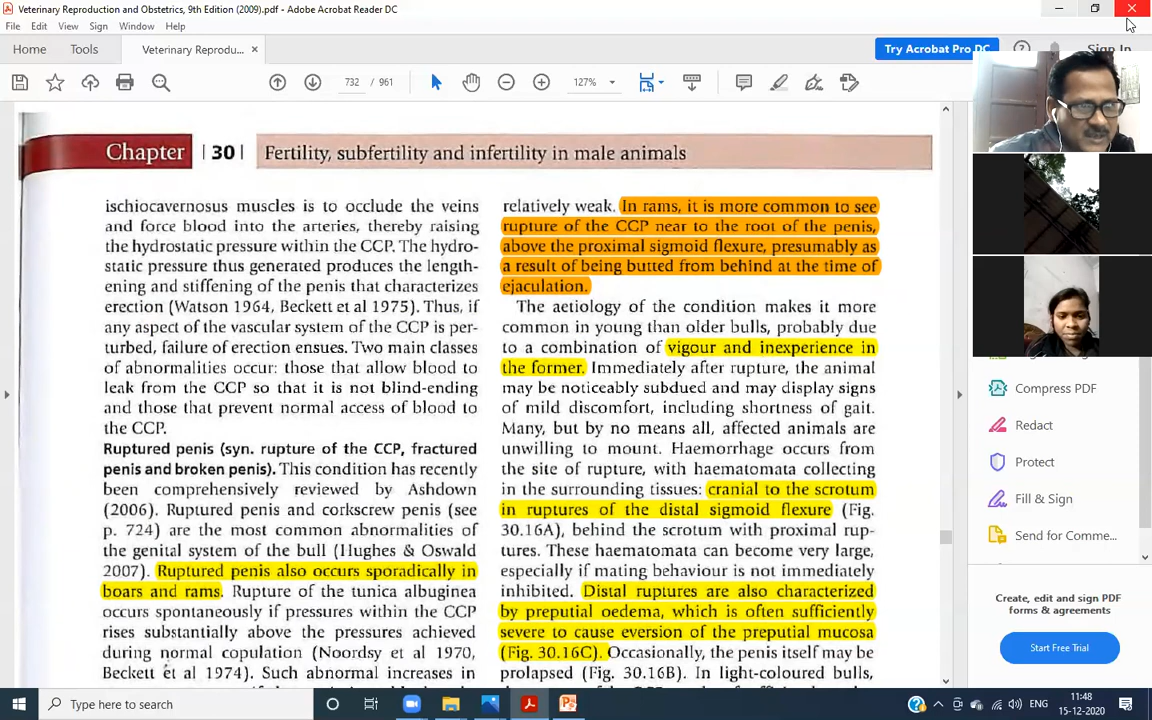 Veterinary Reproduction and Obstetrics, 9th Edition (2009).pdf - Adobe Acrobat Reader DC
File Edit View Sign Window Help
Home Tools Veterinary Reprodu... × Try Acrobat Pro DC Sign In
732 / 961 127%
Chapter | 30 | Fertility, subfertility and infertility in male animals
ischiocavernosus muscles is to occlude the veins
and force blood into the arteries, thereby raising
the hydrostatic pressure within the CCP. The hydro-
static pressure thus generated produces the length-
ening and stiffening of the penis that characterizes
erection (Watson 1964, Beckett et al 1975). Thus, if
any aspect of the vascular system of the CCP is per-
turbed, failure of erection ensues. Two main classes
of abnormalities occur: those that allow blood to
leak from the CCP so that it is not blind-ending
and those that prevent normal access of blood to
the CCP.
Ruptured penis (syn. rupture of the CCP, fractured
penis and broken penis). This condition has recently
been comprehensively reviewed by Ashdown
(2006). Ruptured penis and corkscrew penis (see
p. 724) are the most common abnormalities of
the genital system of the bull (Hughes & Oswald
2007). Ruptured penis also occurs sporadically in
boars and rams. Rupture of the tunica albuginea
occurs spontaneously if pressures within the CCP
rises substantially above the pressures achieved
during normal copulation (Noordsy et al 1970,
Beckett et al 1974). Such abnormal increases in
relatively weak. In rams, it is more common to see
rupture of the CCP near to the root of the penis,
above the proximal sigmoid flexure, presumably as
a result of being butted from behind at the time of
ejaculation.
The aetiology of the condition makes it more
common in young than older bulls, probably due
to a combination of vigour and inexperience in
the former. Immediately after rupture, the animal
may be noticeably subdued and may display signs
of mild discomfort, including shortness of gait.
Many, but by no means all, affected animals are
unwilling to mount. Haemorrhage occurs from
the site of rupture, with haematomata collecting
in the surrounding tissues: cranial to the scrotum
in ruptures of the distal sigmoid flexure (Fig.
30.16A), behind the scrotum with proximal rup-
tures. These haematomata can become very large,
especially if mating behaviour is not immediately
inhibited. Distal ruptures are also characterized
by preputial oedema, which is often sufficiently
severe to cause eversion of the preputial mucosa
(Fig. 30.16C). Occasionally, the penis itself may be
prolapsed (Fig. 30.16B). In light-coloured bulls,
Compress PDF
Redact
Protect
Fill & Sign
Send for Comme...
Create, edit and sign PDF
forms & agreements
Start Free Trial
Type here to search
ENG
11:48
15-12-2020